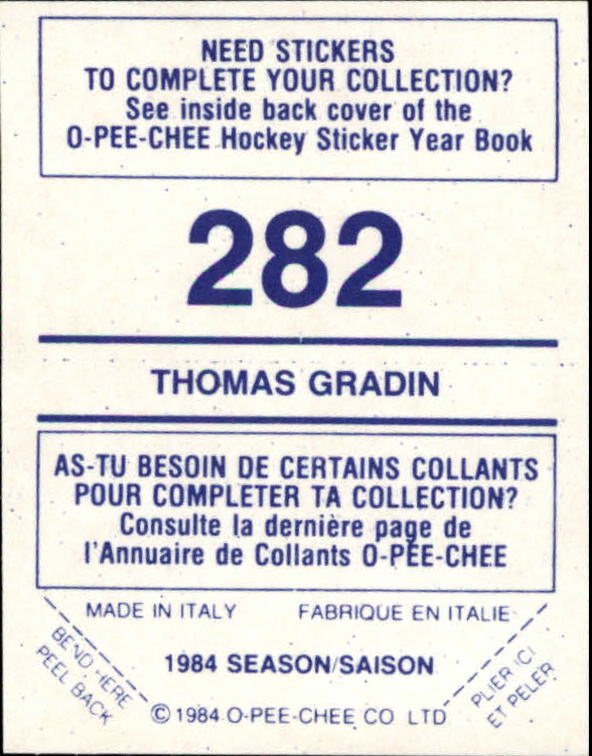 NEED STICKERS
TO COMPLETE YOUR COLLECTION?
See inside back cover of the
O-PEE-CHEE Hockey Sticker Year Book
282
THOMAS GRADIN
AS-TU BESOIN DE CERTAINS COLLANTS
POUR COMPLETER TA COLLECTION?
Consulte la dernière page de
l'Annuaire de Collants O-PEE-CHEE
MADE IN ITALY FABRIQUE EN ITALIE
BEND HERE
PEEL BACK
1984 SEASON/SAISON
PLIER ICI
ET PELER
© 1984 O-PEE-CHEE CO LTD